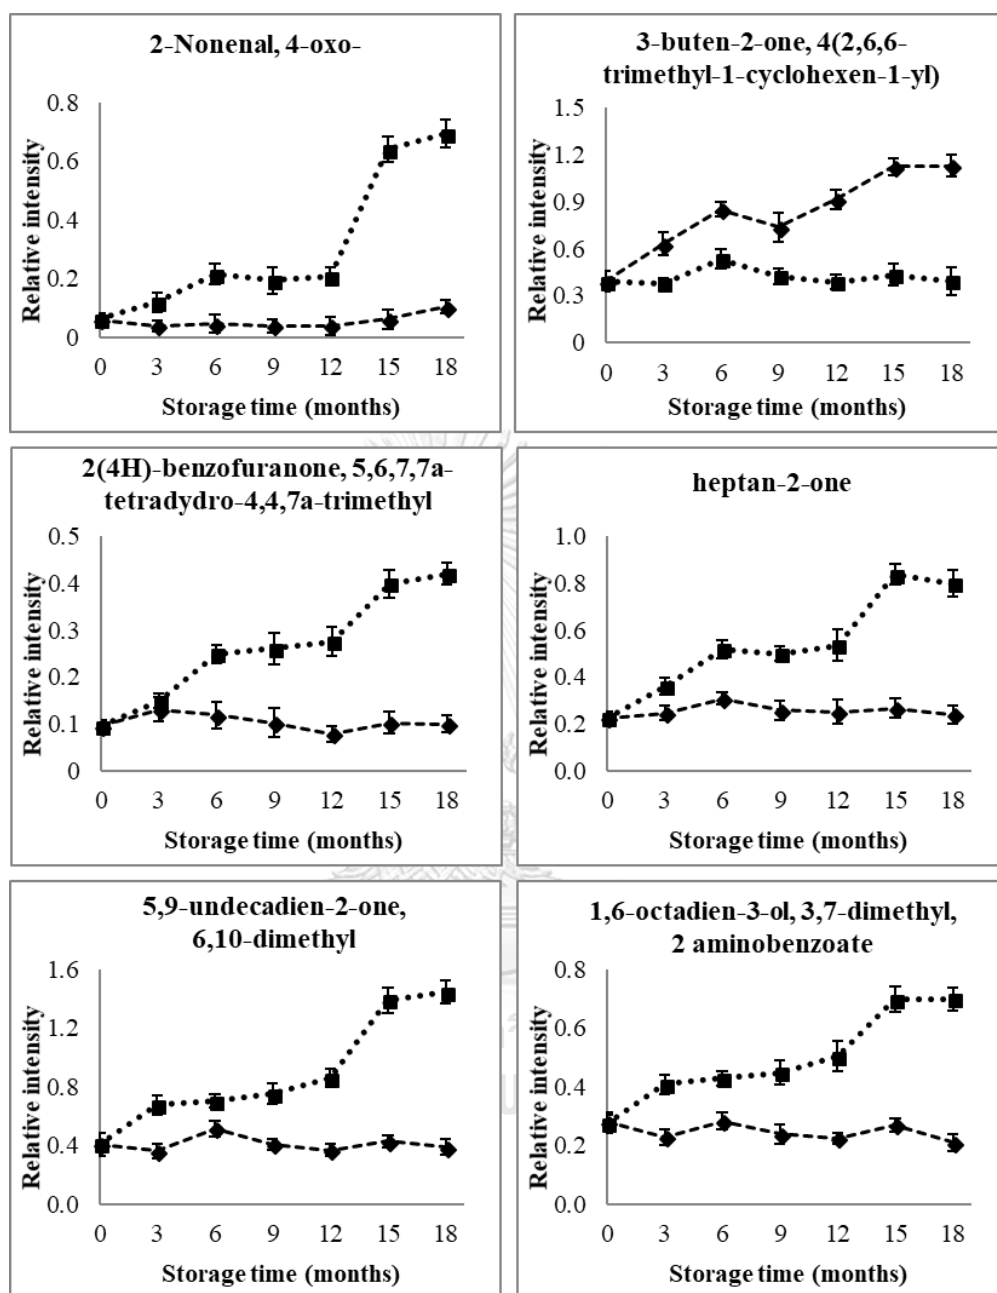 2-Nonenal, 4-oxo-
Relative intensity
0.8
0.6
0.4
0.2
0
0 3 6 9 12 15 18
Storage time (months)
3-buten-2-one, 4(2,6,6-
trimethyl-1-cyclohexen-1-yl)
Relative intensity
1.5
1.2
0.9
0.6
0.3
0
0 3 6 9 12 15 18
Storage time (months)
2(4H)-benzofuranone, 5,6,7,7a-
tetradydro-4,4,7a-trimethyl
Relative intensity
0.5
0.4
0.3
0.2
0.1
0
0 3 6 9 12 15 18
Storage time (months)
heptan-2-one
Relative intensity
1.0
0.8
0.6
0.4
0.2
0.0
0 3 6 9 12 15 18
Storage time (months)
5,9-undecadien-2-one,
6,10-dimethyl
Relative intensity
1.6
1.2
0.8
0.4
0.0
0 3 6 9 12 15 18
Storage time (months)
1,6-octadien-3-ol, 3,7-dimethyl,
2 aminobenzoate
Relative intensity
0.8
0.6
0.4
0.2
0.0
0 3 6 9 12 15 18
Storage time (months)